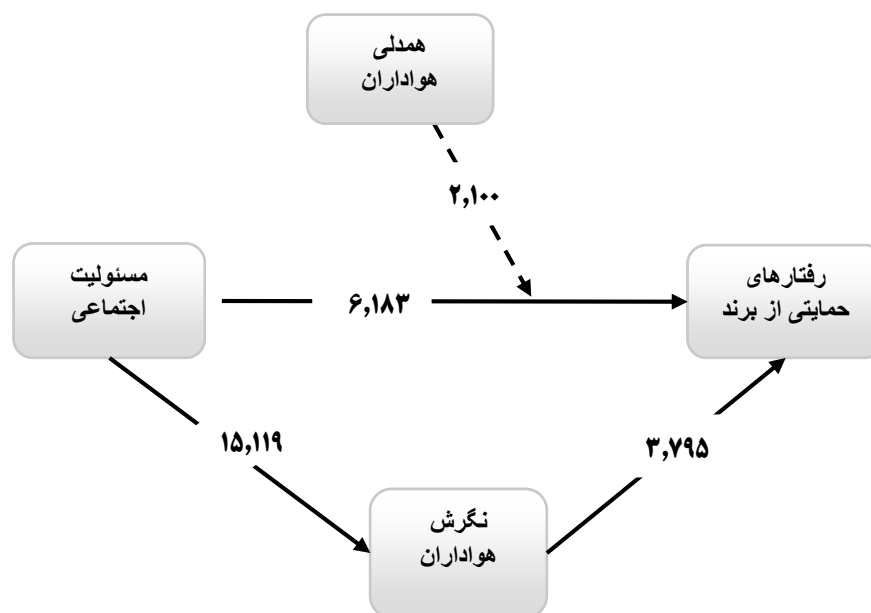 همدلی
هواداران
۲,۱۰۰
مسئولیت
اجتماعی
۶,۱۸۳
رفتارهای
حمایتی از برند
۱۵,۱۱۹
۳,۷۹۵
نگرش
هواداران